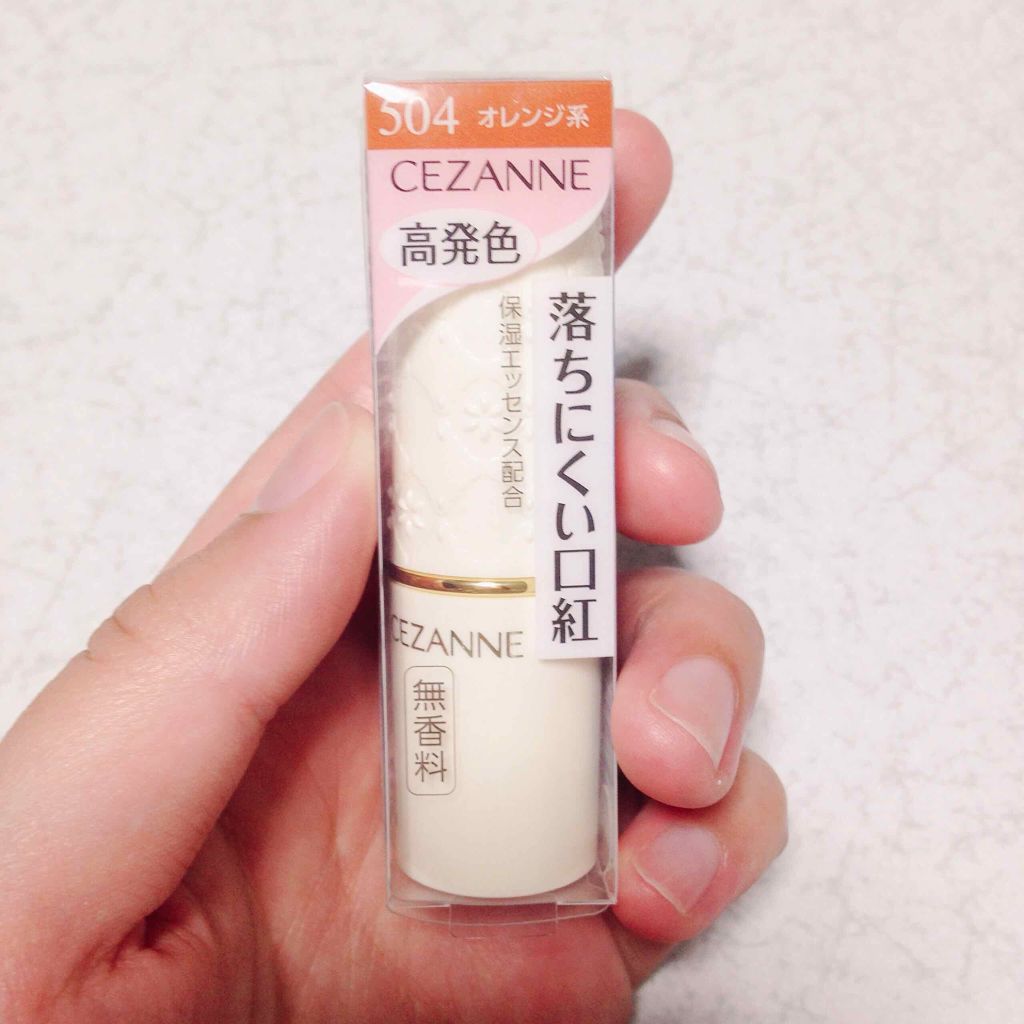 504 オレンジ系
CEZANNE
高発色
落ちにくい口紅
保湿エッセンス配合
CEZANNE
無香料